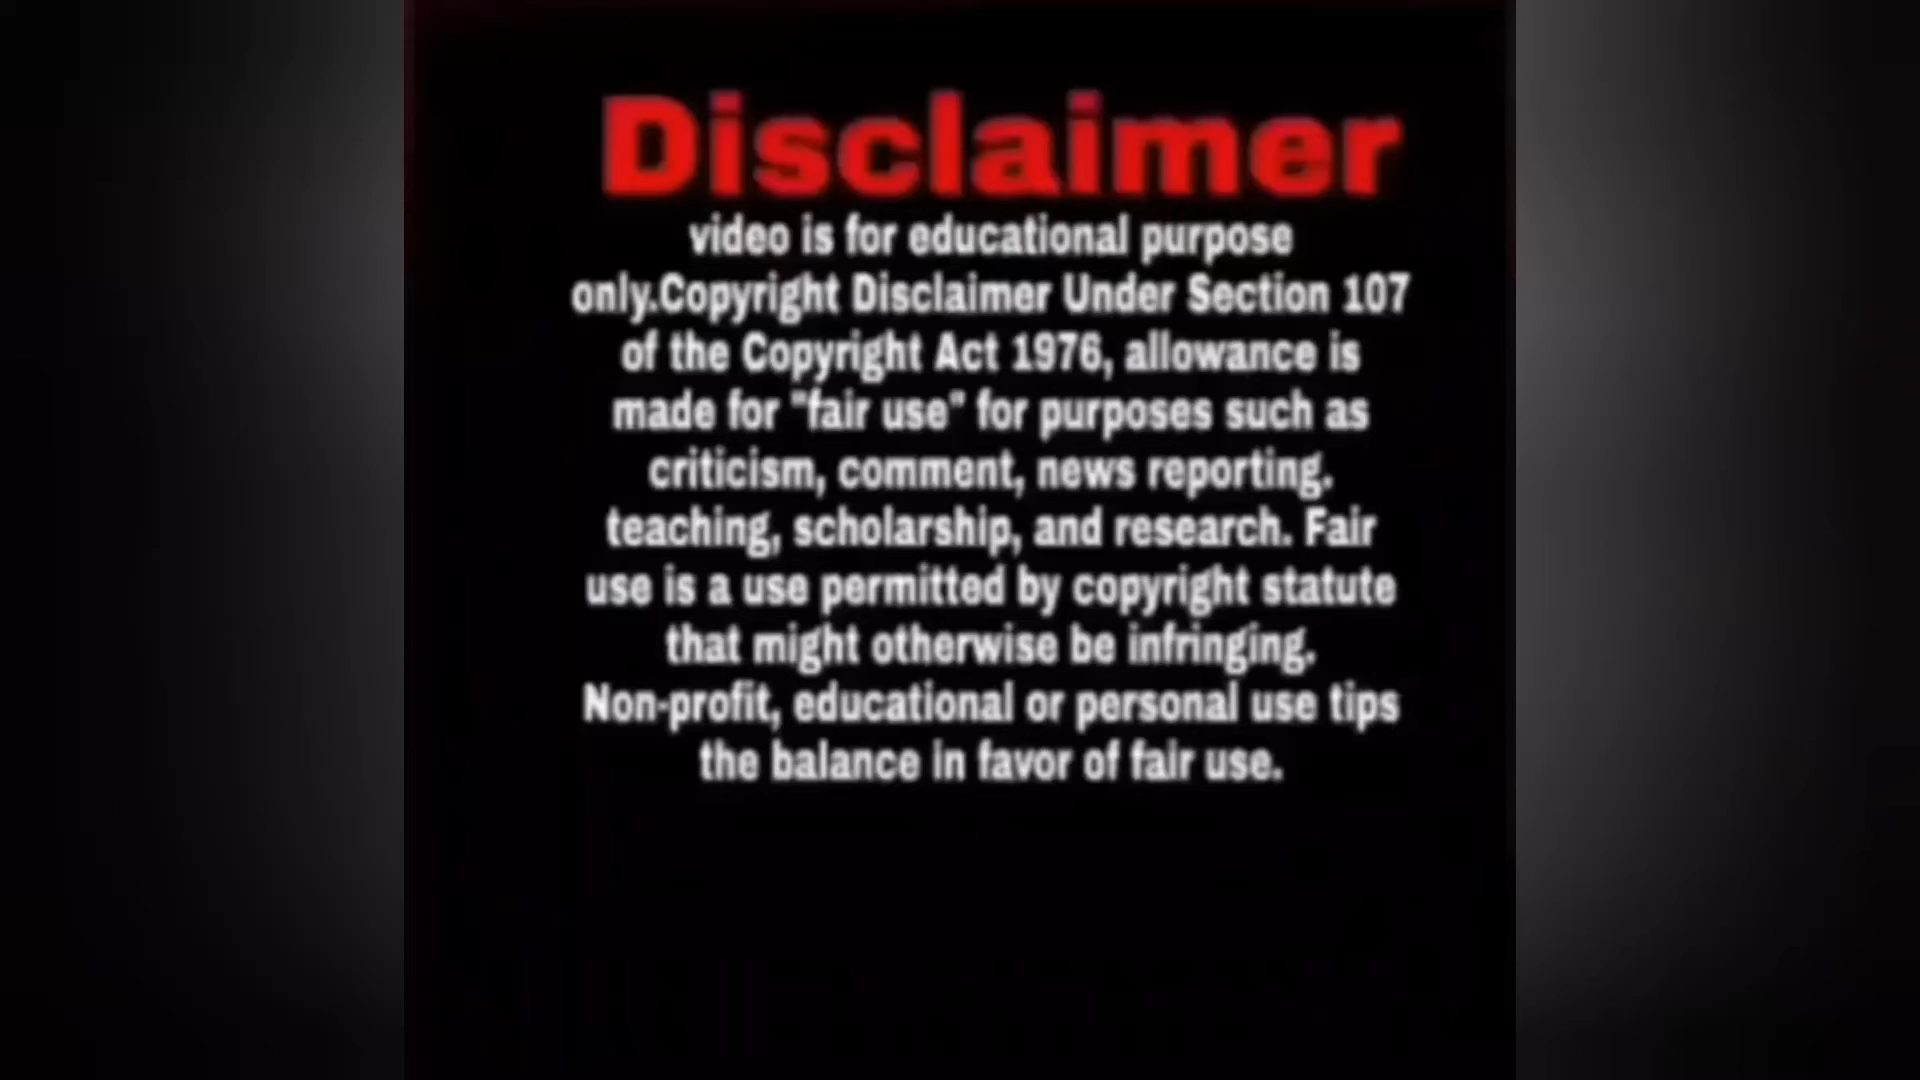 Disclaimer
video is for educational purpose
only.Copyright Disclaimer Under Section 107
of the Copyright Act 1976, allowance is
made for "fair use" for purposes such as
criticism, comment, news reporting.
teaching, scholarship, and research. Fair
use is a use permitted by copyright statute
that might otherwise be infringing.
Non-profit, educational or personal use tips
the balance in favor of fair use.